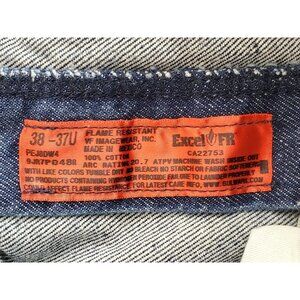 38 -37U
FLAME RESISTANT
VF IMAGEWEAR, INC.
MADE IN MEXICO
Excel FR
PEJ8DW4
CA22753
100% COTTON
ARC RATING 20.7 ATPV MACHINE WASH INSIDE OUT
WITH LIKE COLORS TUMBLE DRY NO BLEACH NO STARCH OR FABRIC SOFTENERS
NO PRODUCTS CONTAINING HYDROGEN PEROXIDE FAILURE TO LAUNDER PROPERLY
COULD AFFECT FLAME RESISTANCE FOR LATEST CARE INFO, WWW.BULWARK.COM